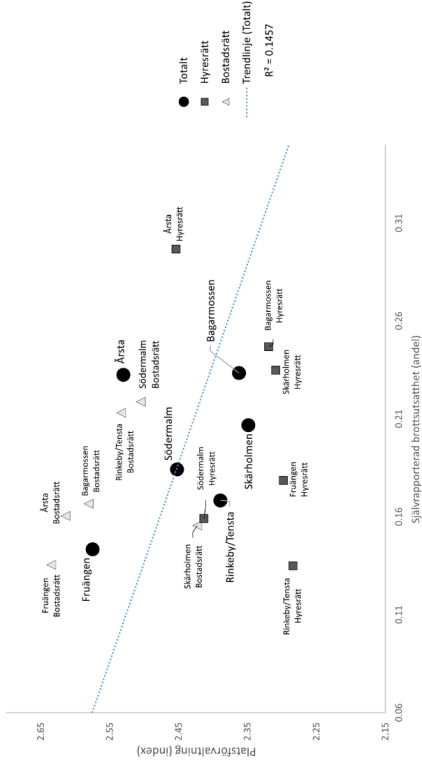 Platsförvaltning (index)
2.65
2.55
2.45
2.35
2.25
2.15
0.06
0.11
0.16
0.21
0.26
0.31
Självrapporterad brottsutsatthet (andel)
Fruängen
Bostadsrätt
Årsta
Bostadsrätt
Bagarmossen
Bostadsrätt
Fruängen
Rinkeby/Tensta
Bostadsrätt
Årsta
Södermalm
Bostadsrätt
Årsta
Hyresrätt
Södermalm
Skärholmen
Bostadsrätt
Södermalm
Hyresrätt
Rinkeby/Tensta
Skärholmen
Bagarmossen
Bagarmossen
Hyresrätt
Skärholmen
Hyresrätt
Fruängen
Hyresrätt
Rinkeby/Tensta
Hyresrätt
Totalt
Hyresrätt
Bostadsrätt
Trendlinje (Totalt)
R² = 0.1457